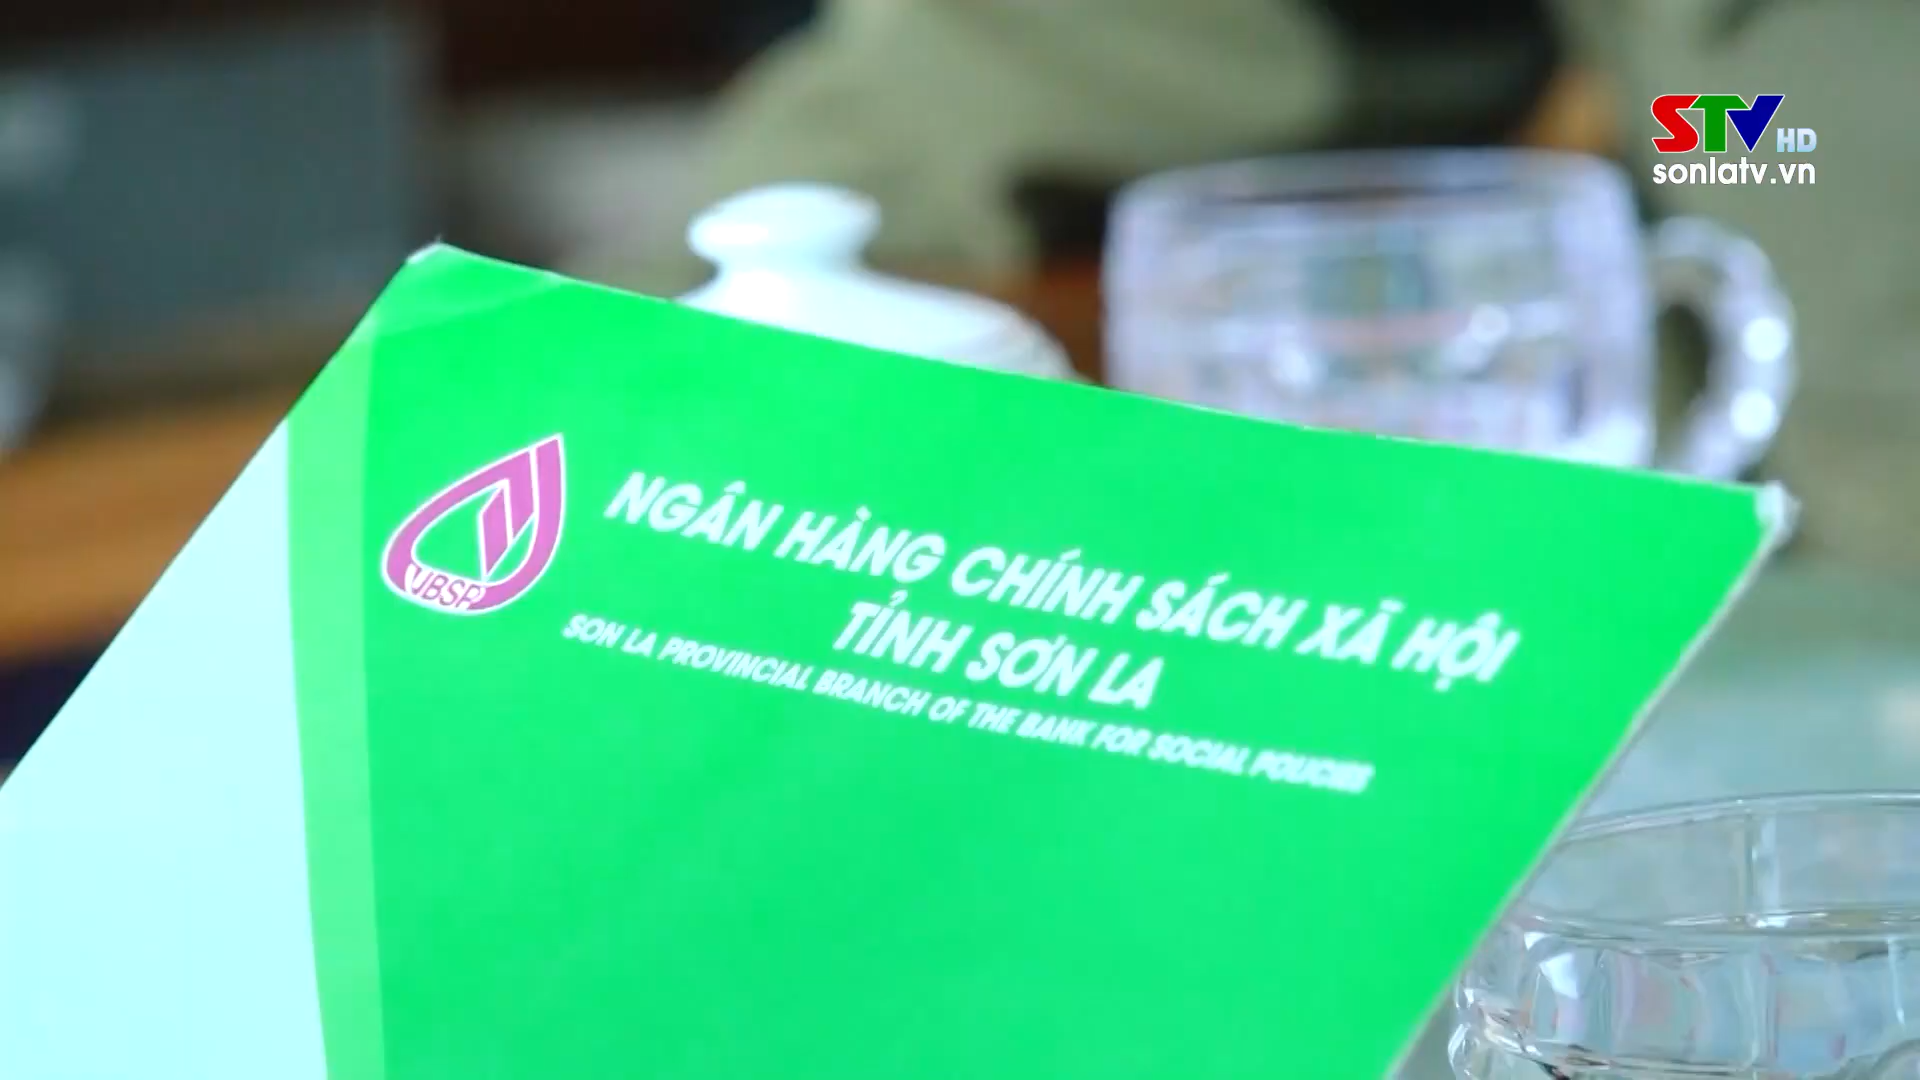 STV HD
sonlatv.vn
VBSP
NGÂN HÀNG CHÍNH SÁCH XÃ HỘI
TỈNH SƠN LA
SON LA PROVINCIAL BRANCH OF THE BANK FOR SOCIAL POLICIES